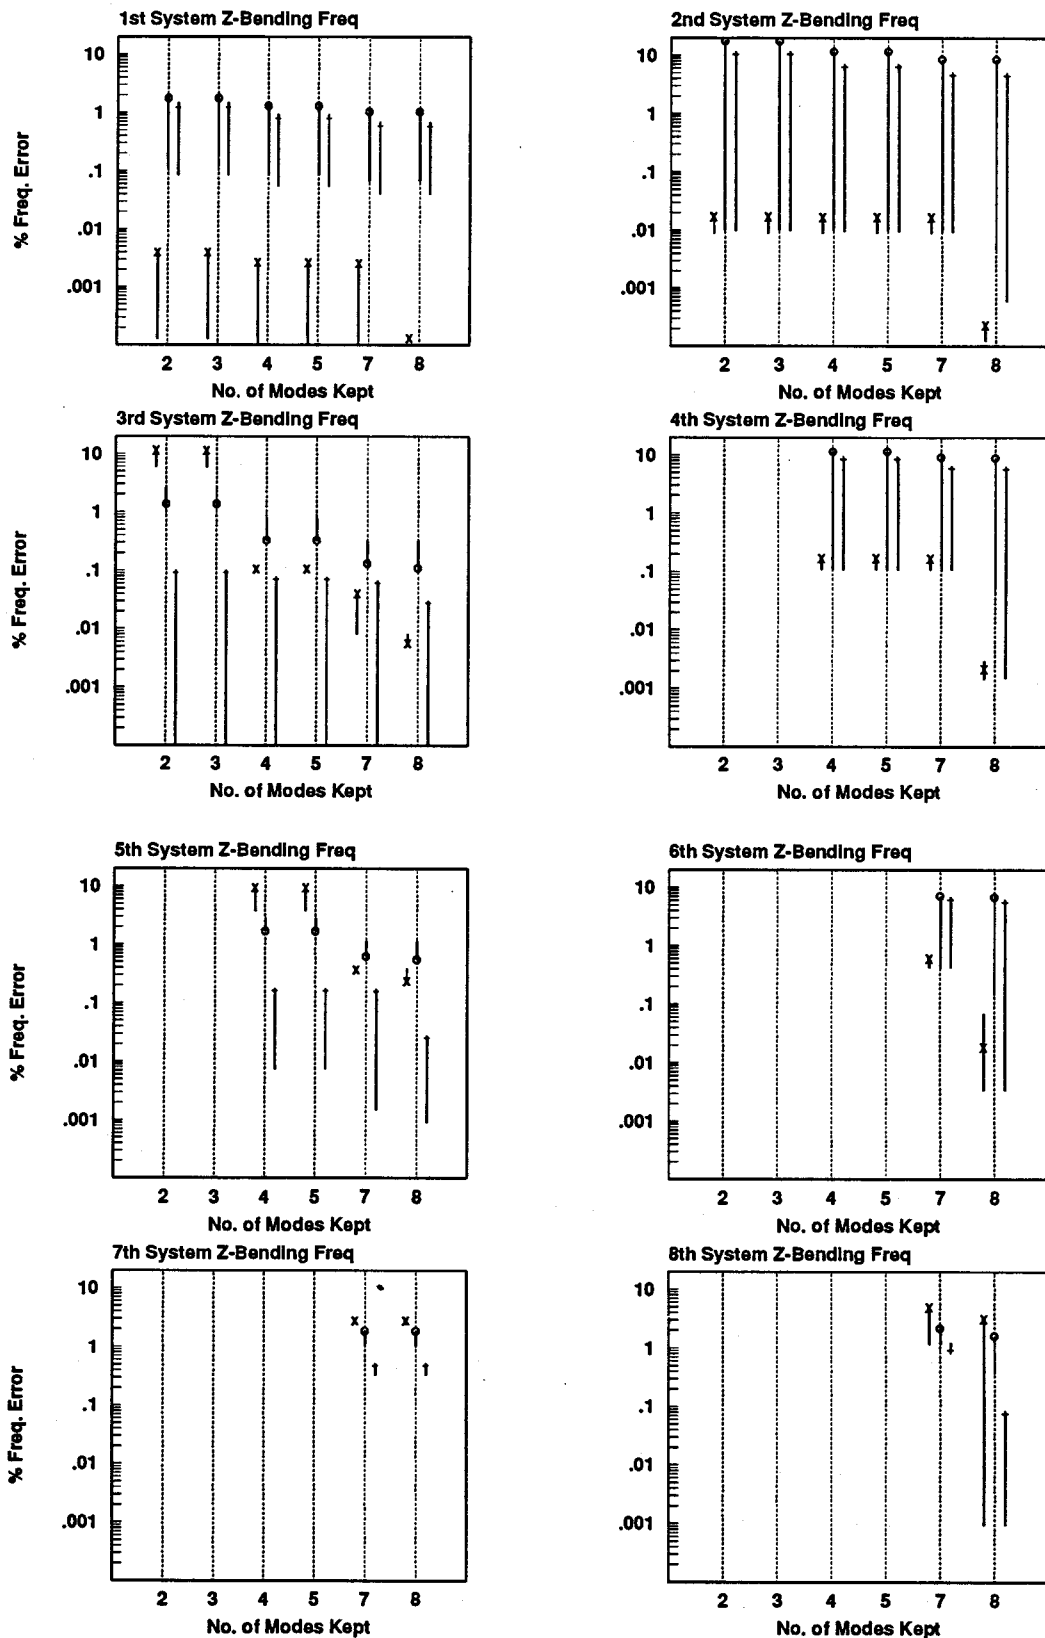 1st System Z-Bending Freq
% Freq. Error
10
1
.1
.01
.001
2 3 4 5 7 8
No. of Modes Kept
2nd System Z-Bending Freq
10
1
.1
.01
.001
2 3 4 5 7 8
No. of Modes Kept
3rd System Z-Bending Freq
% Freq. Error
10
1
.1
.01
.001
2 3 4 5 7 8
No. of Modes Kept
4th System Z-Bending Freq
10
1
.1
.01
.001
2 3 4 5 7 8
No. of Modes Kept
5th System Z-Bending Freq
% Freq. Error
10
1
.1
.01
.001
2 3 4 5 7 8
No. of Modes Kept
6th System Z-Bending Freq
10
1
.1
.01
.001
2 3 4 5 7 8
No. of Modes Kept
7th System Z-Bending Freq
% Freq. Error
10
1
.1
.01
.001
2 3 4 5 7 8
No. of Modes Kept
8th System Z-Bending Freq
10
1
.1
.01
.001
2 3 4 5 7 8
No. of Modes Kept